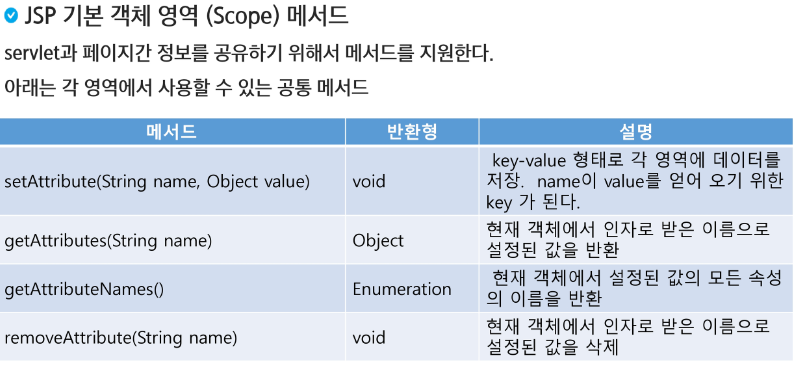 JSP 기본 객체 영역 (Scope) 메서드
servlet과 페이지간 정보를 공유하기 위해서 메서드를 지원한다.
아래는 각 영역에서 사용할 수 있는 공통 메서드
메서드 반환형 설명
setAttribute(String name, Object value) void key-value 형태로 각 영역에 데이터를
저장. name이 value를 얻어 오기 위한
key 가 된다.
getAttributes(String name) Object 현재 객체에서 인자로 받은 이름으로
설정된 값을 반환
getAttributeNames() Enumeration 현재 객체에서 설정된 값의 모든 속성
의 이름을 반환
removeAttribute(String name) void 현재 객체에서 인자로 받은 이름으로
설정된 값을 삭제